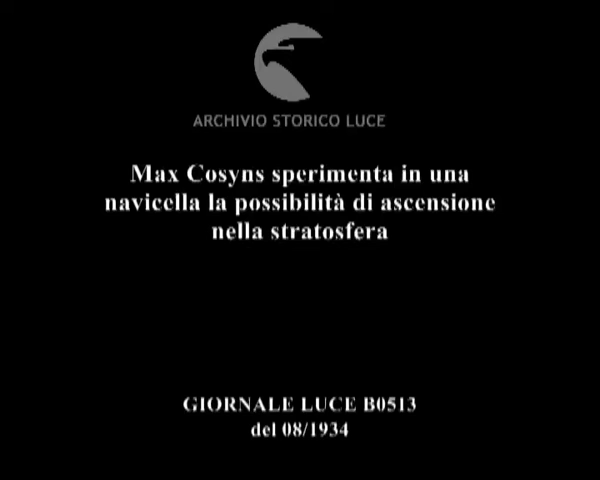 ARCHIVIO STORICO LUCE
Max Cosyns sperimenta in una
navicella la possibilità di ascensione
nella stratosfera
GIORNALE LUCE B0513
del 08/1934